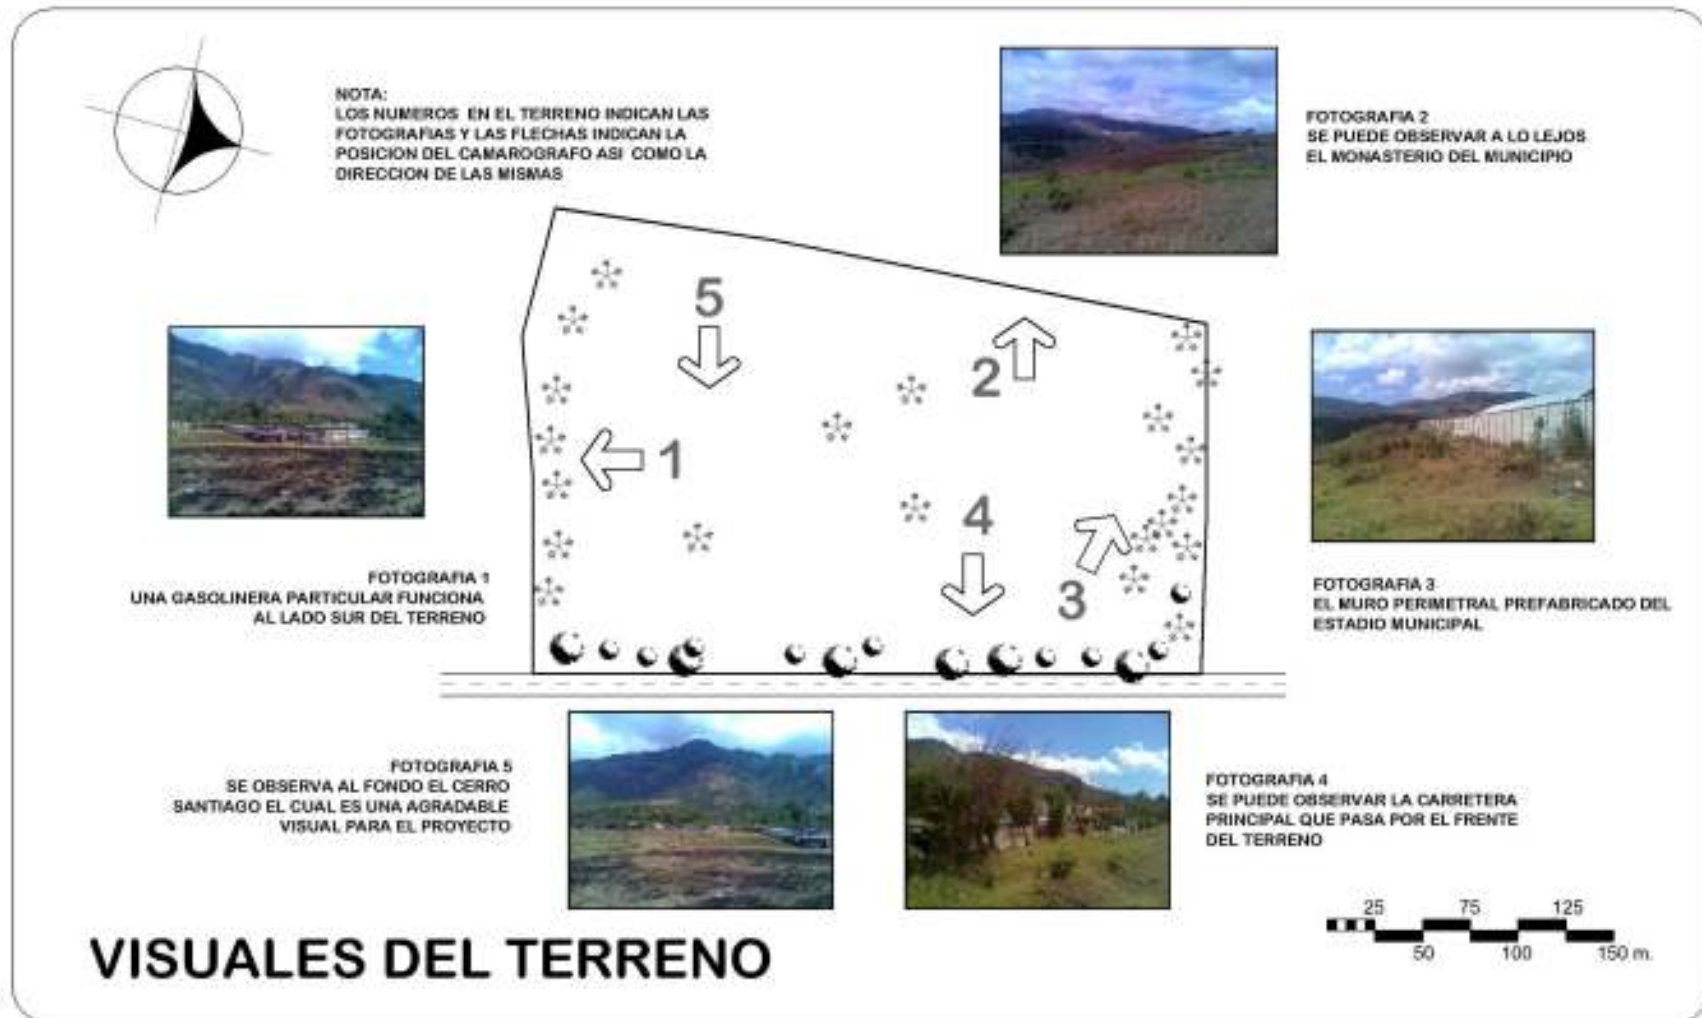 NOTA:
LOS NUMEROS EN EL TERRENO INDICAN LAS
FOTOGRAFIAS Y LAS FLECHAS INDICAN LA
POSICION DEL CAMAROGRAFO ASI COMO LA
DIRECCION DE LAS MISMAS
FOTOGRAFIA 2
SE PUEDE OBSERVAR A LO LEJOS
EL MONASTERIO DEL MUNICIPIO
5
2
1
4
3
FOTOGRAFIA 1
UNA GASOLINERA PARTICULAR FUNCIONA
AL LADO SUR DEL TERRENO
FOTOGRAFIA 3
EL MURO PERIMETRAL PREFABRICADO DEL
ESTADIO MUNICIPAL
FOTOGRAFIA 5
SE OBSERVA AL FONDO EL CERRO
SANTIAGO EL CUAL ES UNA AGRADABLE
VISUAL PARA EL PROYECTO
FOTOGRAFIA 4
SE PUEDE OBSERVAR LA CARRETERA
PRINCIPAL QUE PASA POR EL FRENTE
DEL TERRENO
25 75 125
50 100 150 m.
VISUALES DEL TERRENO